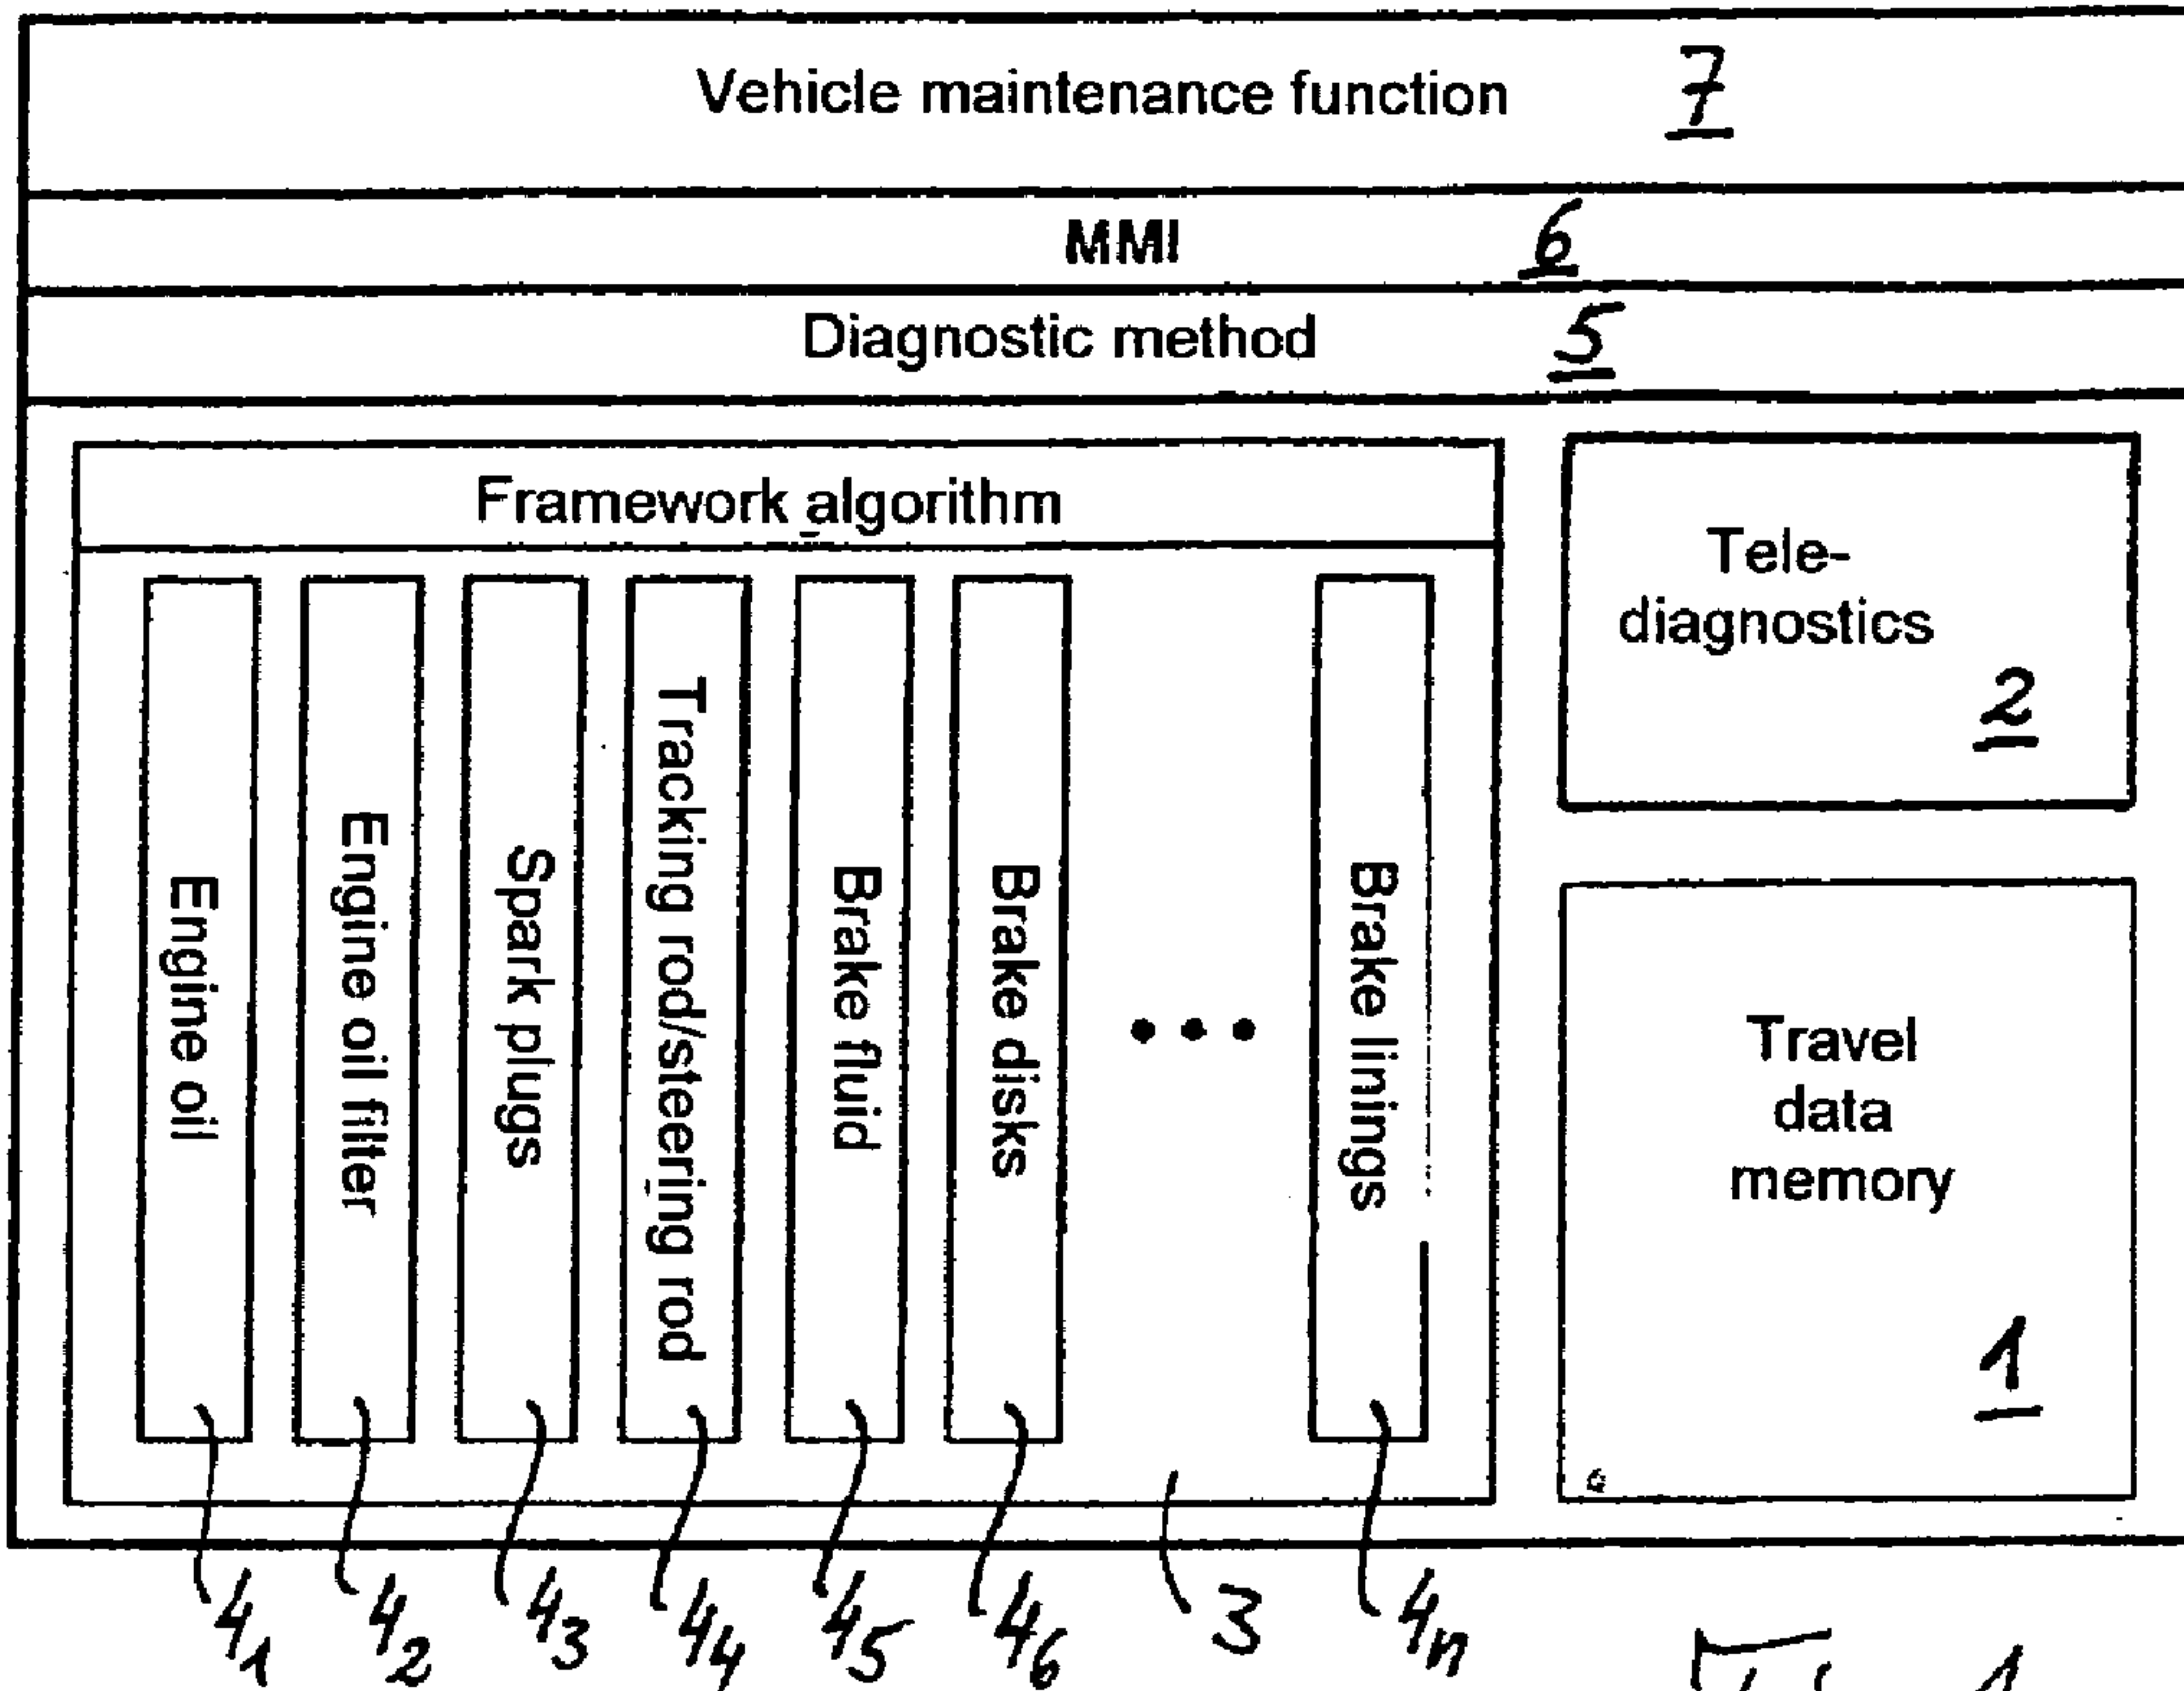 Vehicle maintenance function 7
MMI 6
Diagnostic method 5
Framework algorithm
Engine oil
Engine oil filter
Spark plugs
Tracking rod/steering rod
Brake fluid
Brake disks
•••
Brake linings
Tele-
diagnostics
2
Travel
data
memory
1
4₁ 4₂ 4₃ 4₄ 4₅ 4₆ 3 4ₙ